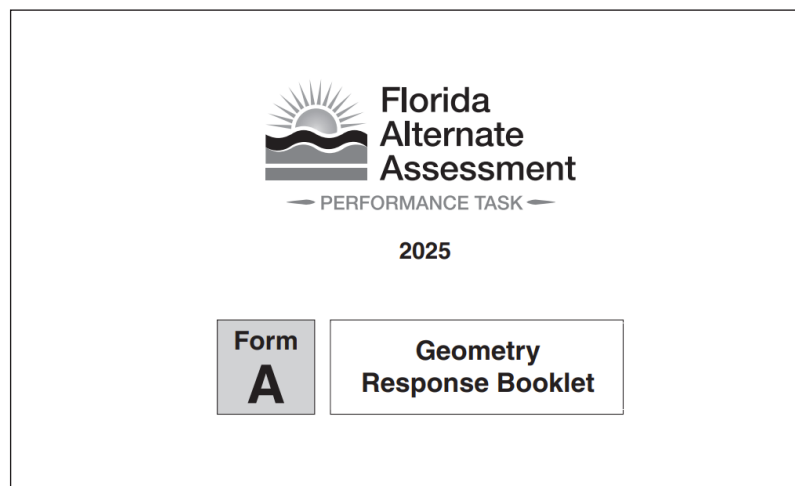 Florida
Alternate
Assessment
PERFORMANCE TASK
2025
Form
A
Geometry
Response Booklet